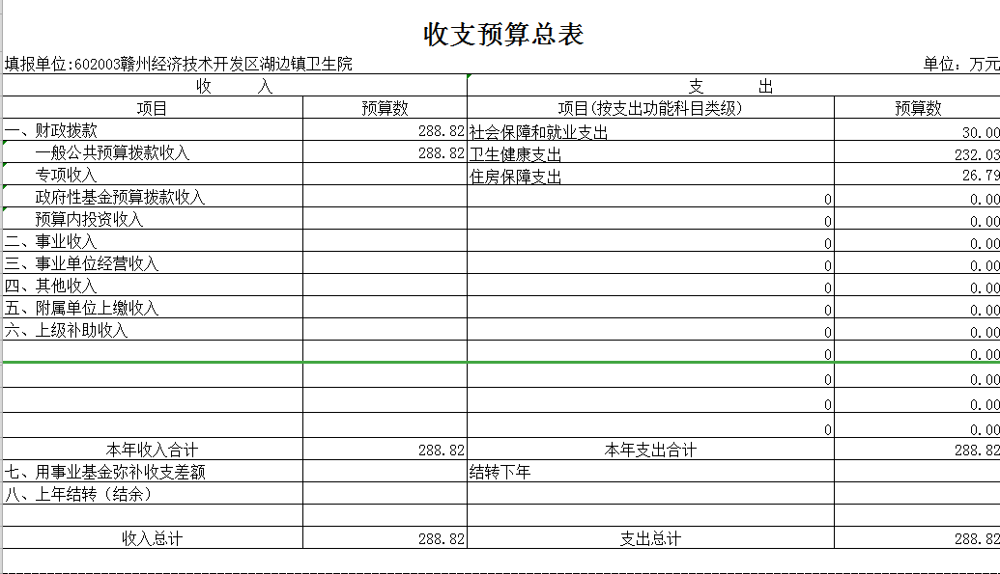 收支预算总表
填报单位:602003赣州经济技术开发区湖边镇卫生院 单位：万元
收 入 支 出
项目 预算数 项目(按支出功能科目类级) 预算数
一、财政拨款 288.82 社会保障和就业支出 30.00
一般公共预算拨款收入 288.82 卫生健康支出 232.03
专项收入 住房保障支出 26.79
政府性基金预算拨款收入 0 0.00
预算内投资收入 0 0.00
二、事业收入 0 0.00
三、事业单位经营收入 0 0.00
四、其他收入 0 0.00
五、附属单位上缴收入 0 0.00
六、上级补助收入 0 0.00
0 0.00
0 0.00
0 0.00
0 0.00
本年收入合计 288.82 本年支出合计 288.82
七、用事业基金弥补收支差额 结转下年
八、上年结转（结余）
收入总计 288.82 支出总计 288.82